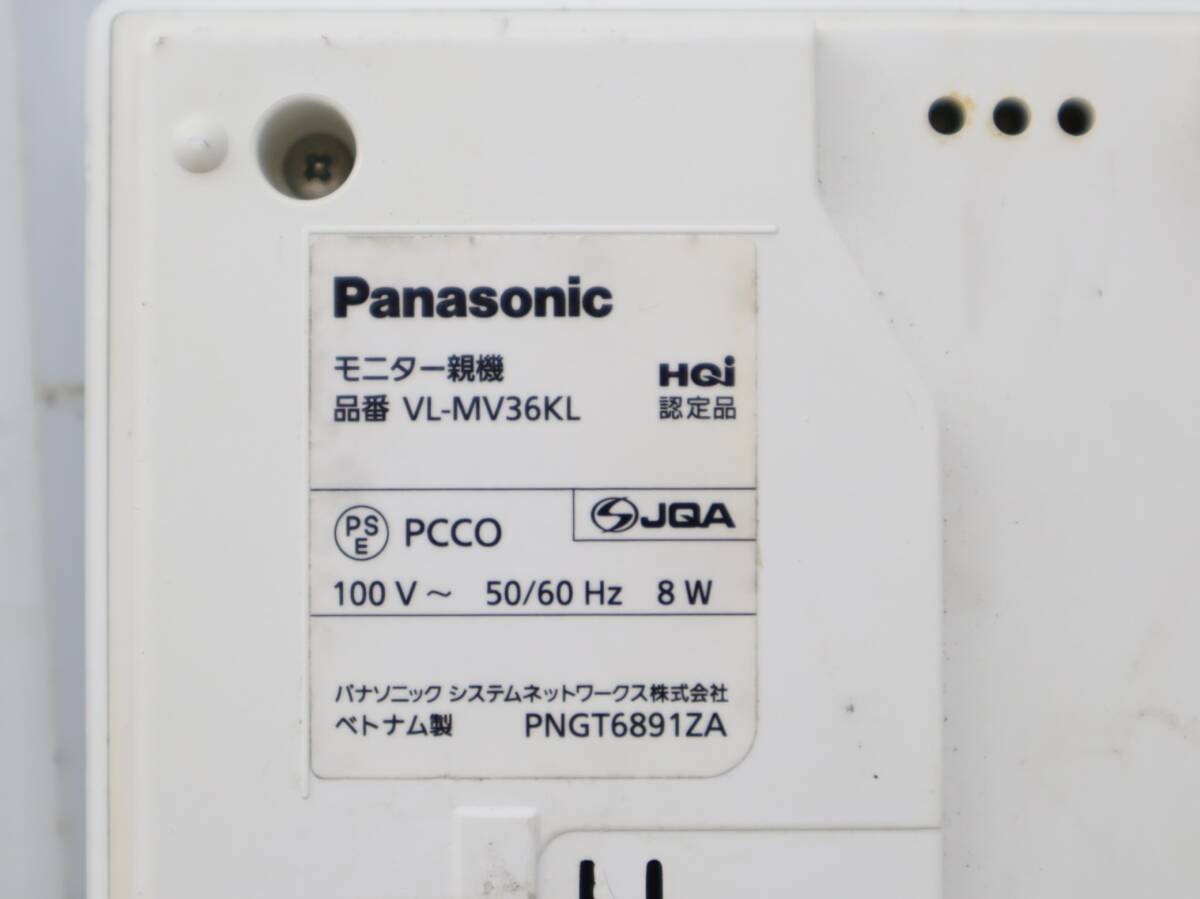 Panasonic
モニター親機
品番 VL-MV36KL
HQi
認定品
PSE PCCO
JQA
100 V ~ 50/60 Hz 8 W
パナソニック システムネットワークス株式会社
ベトナム製 PNGT6891ZA